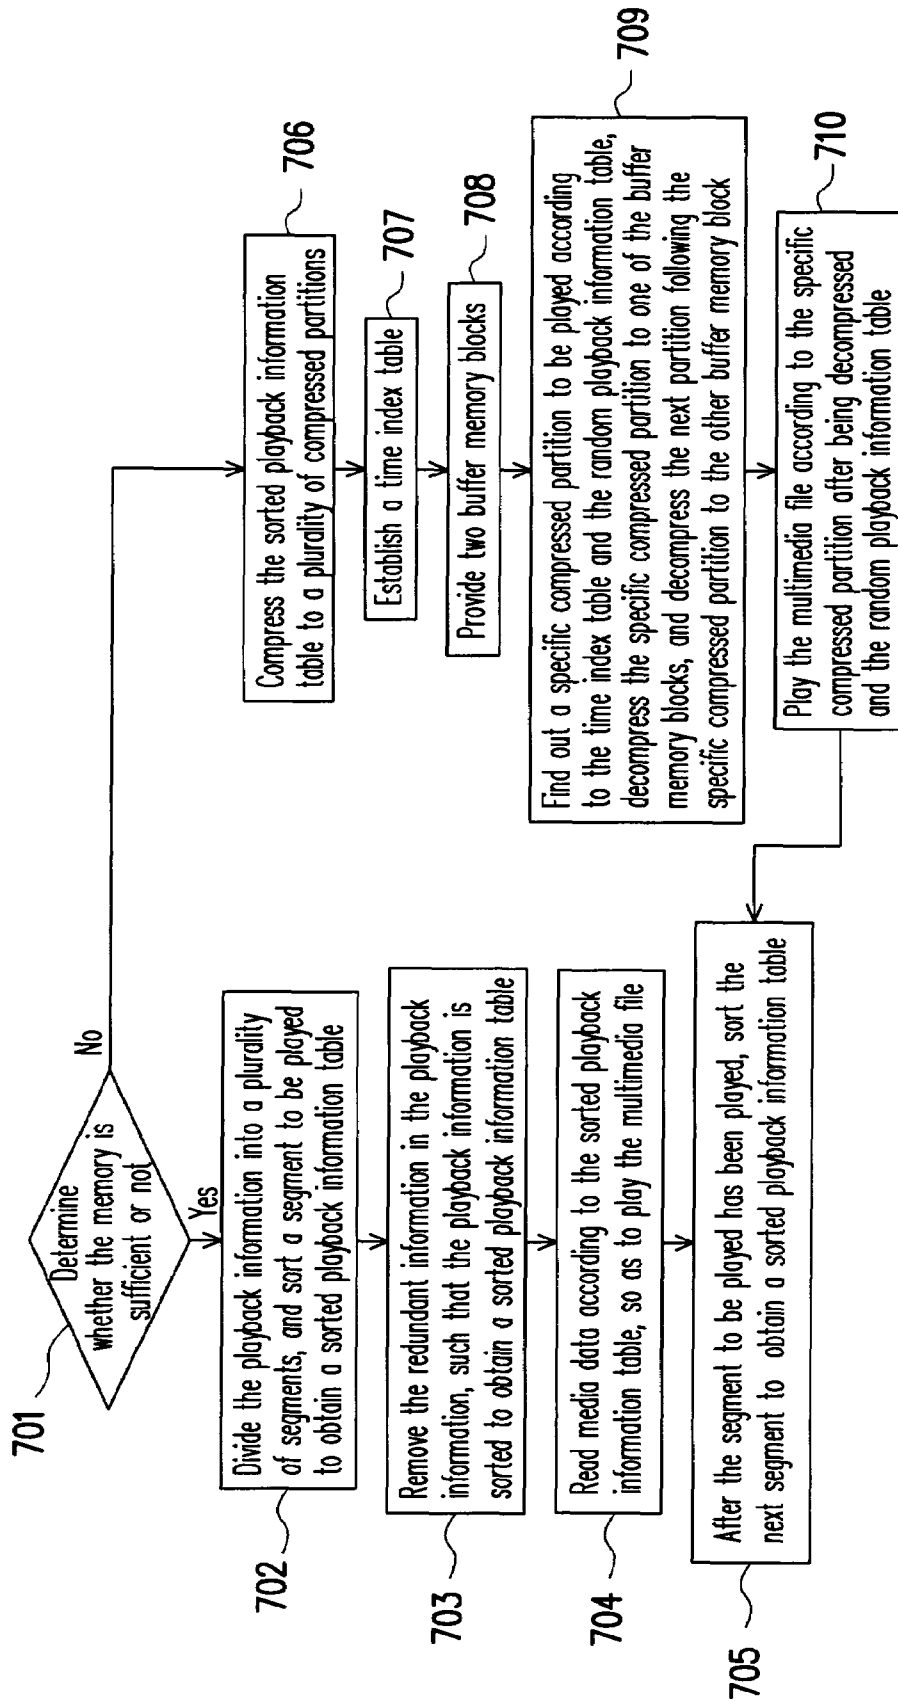 701
Determine
whether the memory is
sufficient or not
No
Yes
702
Divide the playback information into a plurality
of segments, and sort a segment to be played
to obtain a sorted playback information table
703
Remove the redundant information in the playback
information, such that the playback information is
sorted to obtain a sorted playback information table
704
Read media data according to the sorted playback
information table, so as to play the multimedia file
705
After the segment to be played has been played, sort the
next segment to obtain a sorted playback information table
706
Compress the sorted playback information
table to a plurality of compressed partitions
707
Establish a time index table
708
Provide two buffer memory blocks
709
Find out a specific compressed partition to be played according
to the time index table and the random playback information table,
decompress the specific compressed partition to one of the buffer
memory blocks, and decompress the next partition following the
specific compressed partition to the other buffer memory block
710
Play the multimedia file according to the specific
compressed partition after being decompressed
and the random playback information table